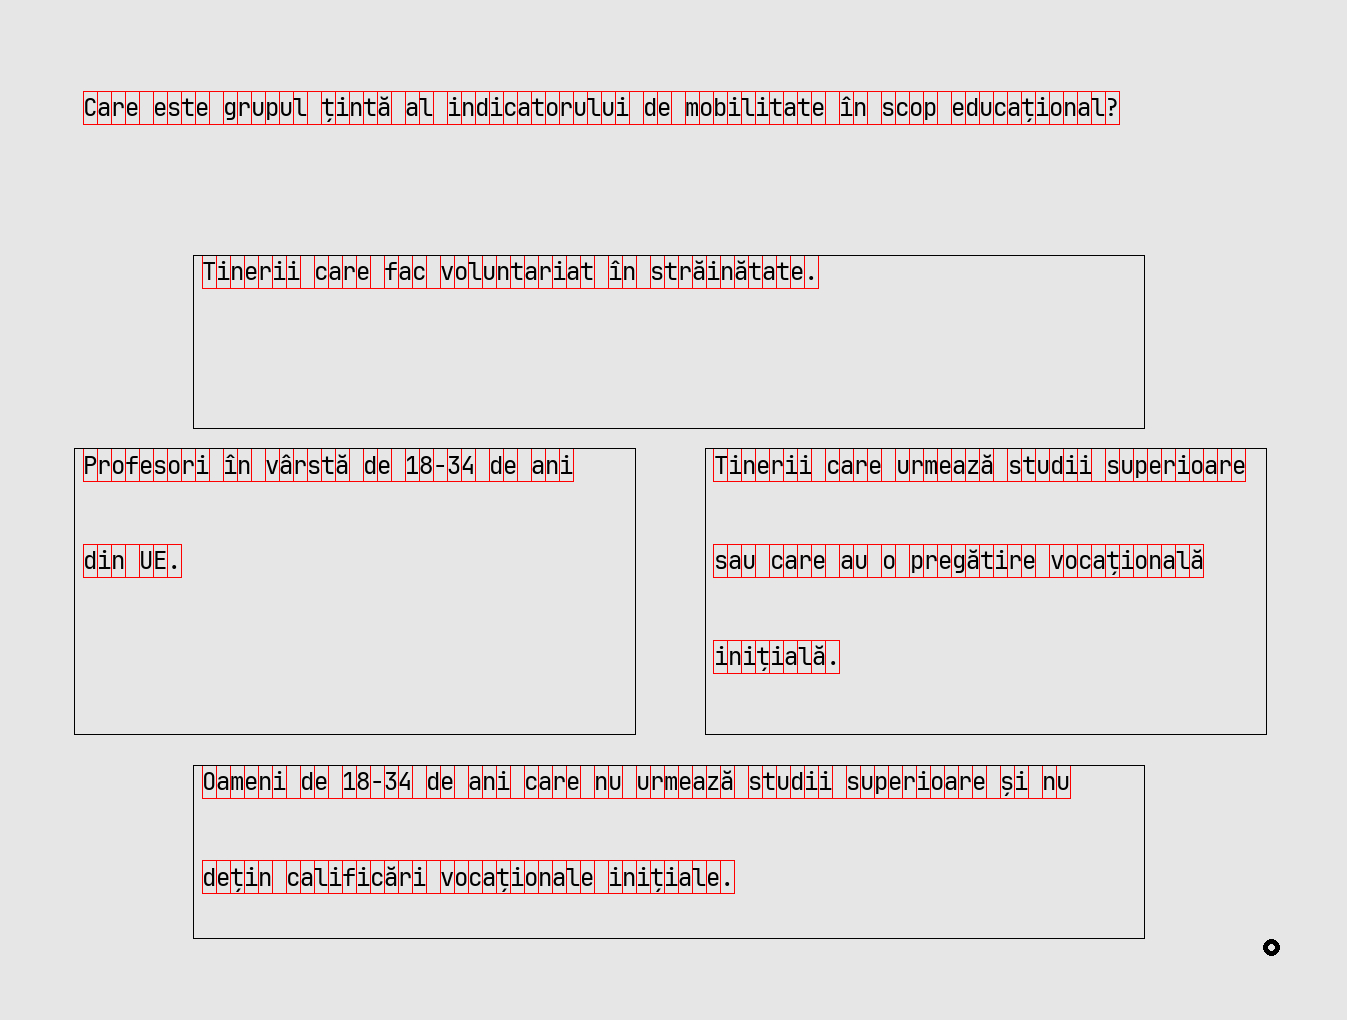 Care este grupul țintă al indicatorului de mobilitate în scop educațional?
Tinerii care fac voluntariat în străinătate.
Profesori în vârstă de 18-34 de ani
din UE.
Tinerii care urmează studii superioare
sau care au o pregătire vocațională
inițială.
Oameni de 18-34 de ani care nu urmează studii superioare și nu
dețin calificări vocaționale inițiale.